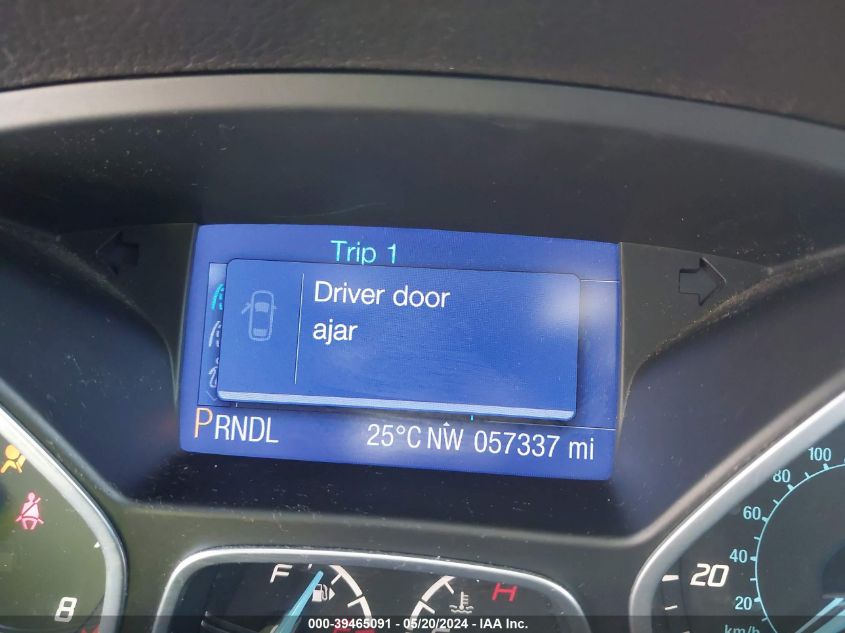 Trip 1
Driver door
ajar
PRNDL
25°C NW 057337 mi
100
80
60
40
20
20
km/h
8
F
H
000-39465091 - 05/20/2024 - IAA Inc.